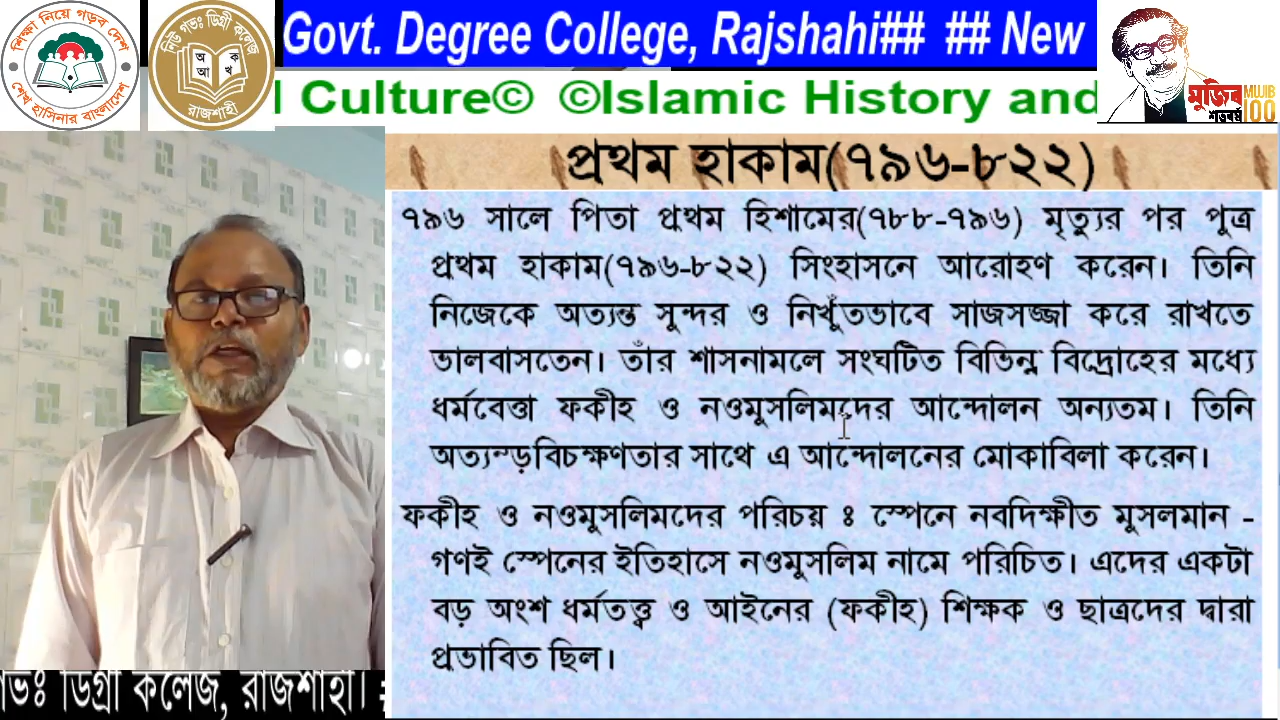 শিক্ষা নিয়ে গড়ব দেশ
শেখ হাসিনার বাংলাদেশ
নিউ গভঃ ডিগ্রী কলেজ
অ ক
আ খ
রাজশাহী
Govt. Degree College, Rajshahi## ## New
Culture© ©Islamic History and
মুজিব
শতবর্ষ
MUJIB
100
প্রথম হাকাম(৭৯৬-৮২২)
৭৯৬ সালে পিতা প্রথম হিশামের(৭৮৮-৭৯৬) মৃত্যুর পর পুত্র
প্রথম হাকাম(৭৯৬-৮২২) সিংহাসনে আরোহণ করেন। তিনি
নিজেকে অত্যন্ত সুন্দর ও নিখুঁতভাবে সাজসজ্জা করে রাখতে
ভালবাসতেন। তাঁর শাসনামলে সংঘটিত বিভিন্ন বিদ্রোহের মধ্যে
ধর্মবেত্তা ফকীহ ও নওমুসলিমদের আন্দোলন অন্যতম। তিনি
অত্যন্ড়বিচক্ষণতার সাথে এ আন্দোলনের মোকাবিলা করেন।
ফকীহ ও নওমুসলিমদের পরিচয় ঃ স্পেনে নবদিক্ষীত মুসলমান -
গণই স্পেনের ইতিহাসে নওমুসলিম নামে পরিচিত। এদের একটা
বড় অংশ ধর্মতত্ত্ব ও আইনের (ফকীহ) শিক্ষক ও ছাত্রদের দ্বারা
প্রভাবিত ছিল।
গভঃ ডিগ্রী কলেজ, রাজশাহী।